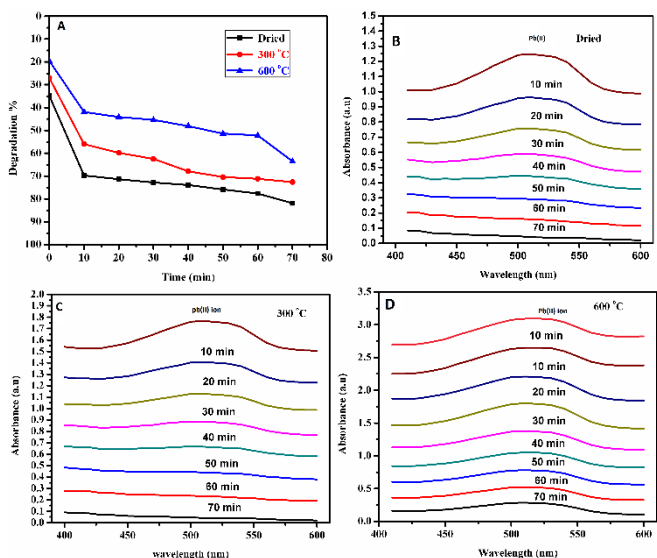 A
Dried
300 °C
600 °C
Degradation %
0
10
20
30
40
50
60
70
80
90
100
0 10 20 30 40 50 60 70 80
Time (min)
B
Pb(II)
Dried
10 min
20 min
30 min
40 min
50 min
60 min
70 min
Absorbance (a.u)
1.5
1.4
1.3
1.2
1.1
1.0
0.9
0.8
0.7
0.6
0.5
0.4
0.3
0.2
0.1
0.0
400 450 500 550 600
Wavelength (nm)
C
pb(II) ion
300 °C
10 min
20 min
30 min
40 min
50 min
60 min
70 min
Absorbance (a.u)
2.0
1.9
1.8
1.7
1.6
1.5
1.4
1.3
1.2
1.1
1.0
0.9
0.8
0.7
0.6
0.5
0.4
0.3
0.2
0.1
0.0
400 450 500 550 600
wavelength (nm)
D
Pb(II) ion
600 °C
10 min
10 min
20 min
30 min
40 min
50 min
60 min
70 min
Absorbance (a.u)
3.0
2.5
2.0
1.5
1.0
0.5
0.0
400 450 500 550 600
Wavelength (nm)